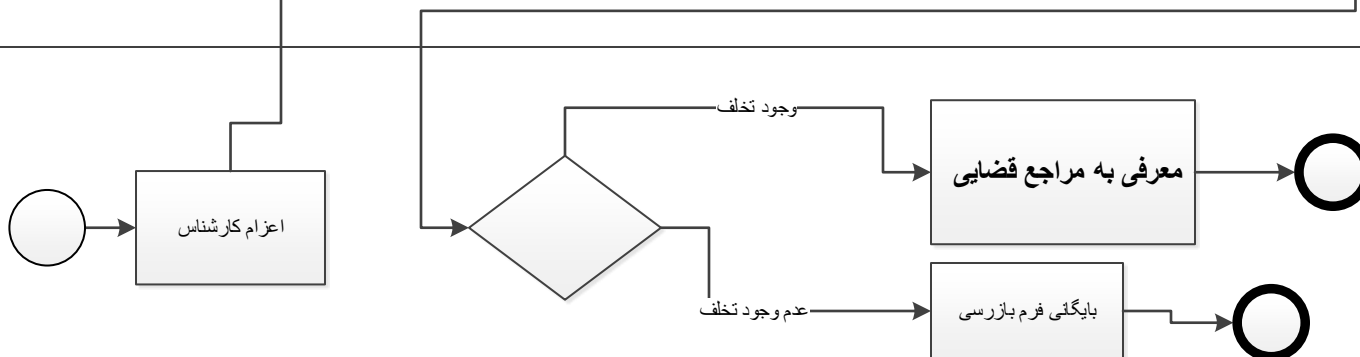 وجود تخلف
معرفی به مراجع قضایی
اعزام کارشناس
عدم وجود تخلف
بایگانی فرم بازرسی